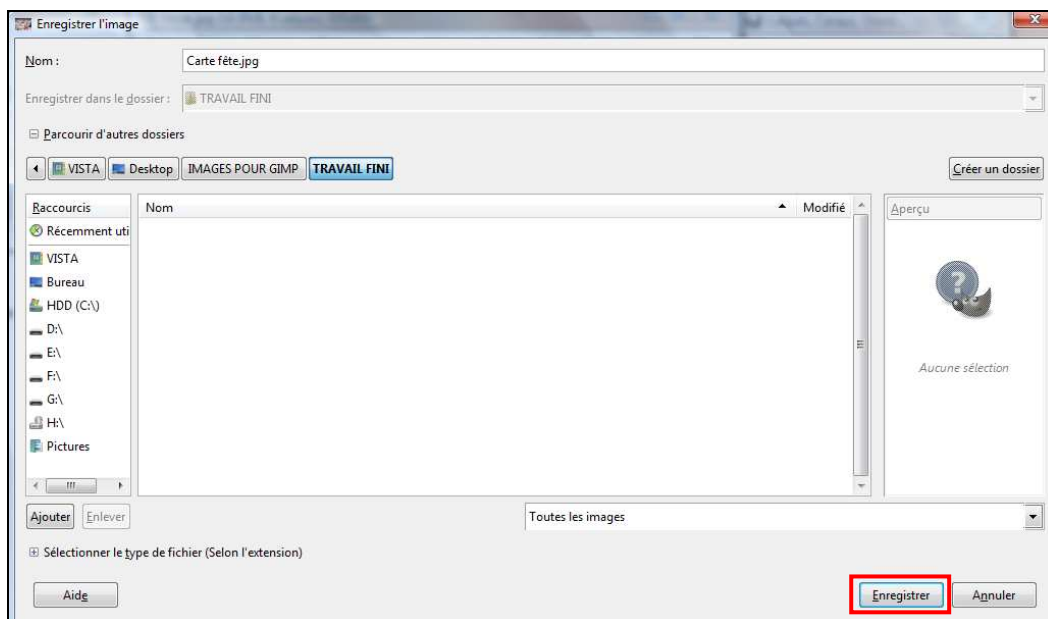 Enregistrer l'image
Nom : Carte fête.jpg
Enregistrer dans le dossier : TRAVAIL FINI
Parcourir d'autres dossiers
VISTA Desktop IMAGES POUR GIMP TRAVAIL FINI Créer un dossier
Raccourcis Nom Modifié Aperçu
Récemment uti
VISTA
Bureau
HDD (C:\)
D:\
E:\
F:\
Aucune sélection
G:\
H:\
Pictures
Ajouter Enlever Toutes les images
Sélectionner le type de fichier (Selon l'extension)
Aide Enregistrer Annuler